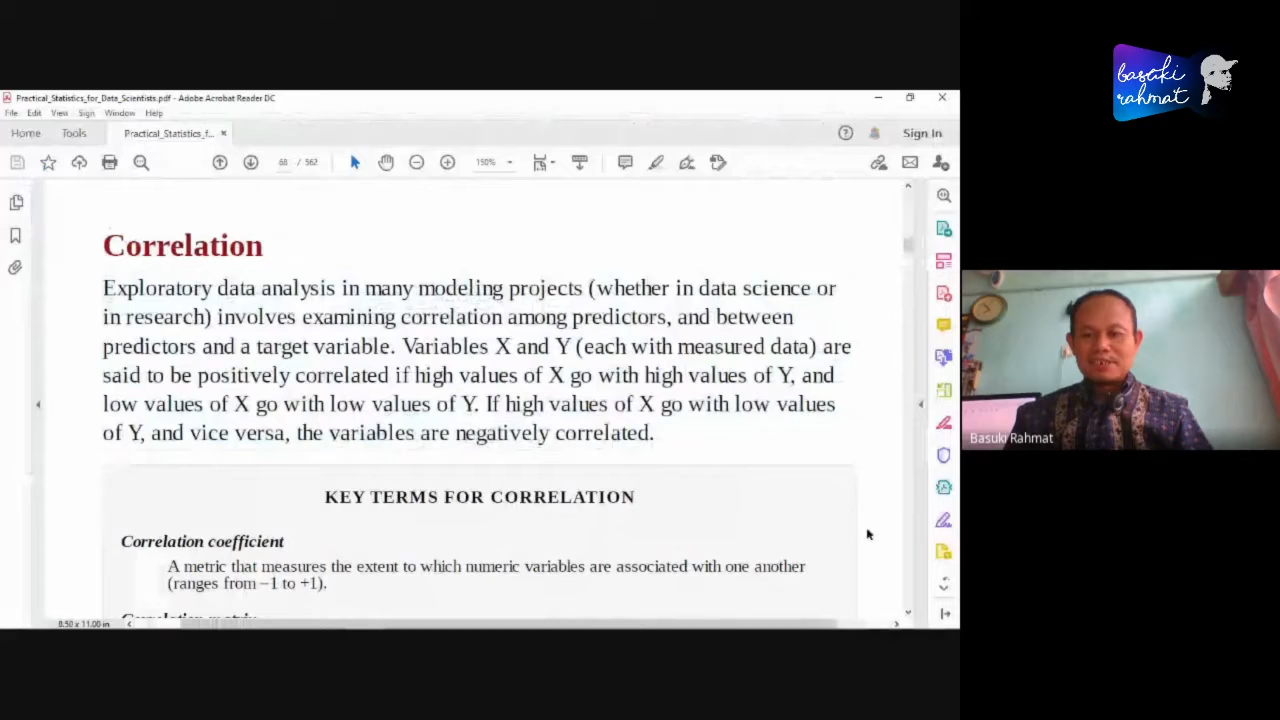 Practical_Statistics_for_Data_Scientists.pdf - Adobe Acrobat Reader DC
File Edit View Sign Window Help
Home Tools Practical_Statistics_f... × Sign In
68 / 562 150%
Correlation
Exploratory data analysis in many modeling projects (whether in data science or
in research) involves examining correlation among predictors, and between
predictors and a target variable. Variables X and Y (each with measured data) are
said to be positively correlated if high values of X go with high values of Y, and
low values of X go with low values of Y. If high values of X go with low values
of Y, and vice versa, the variables are negatively correlated.
KEY TERMS FOR CORRELATION
Correlation coefficient
A metric that measures the extent to which numeric variables are associated with one another
(ranges from −1 to +1).
Correlation matrix
8.50 x 11.00 in
basuki
rahmat
Basuki Rahmat